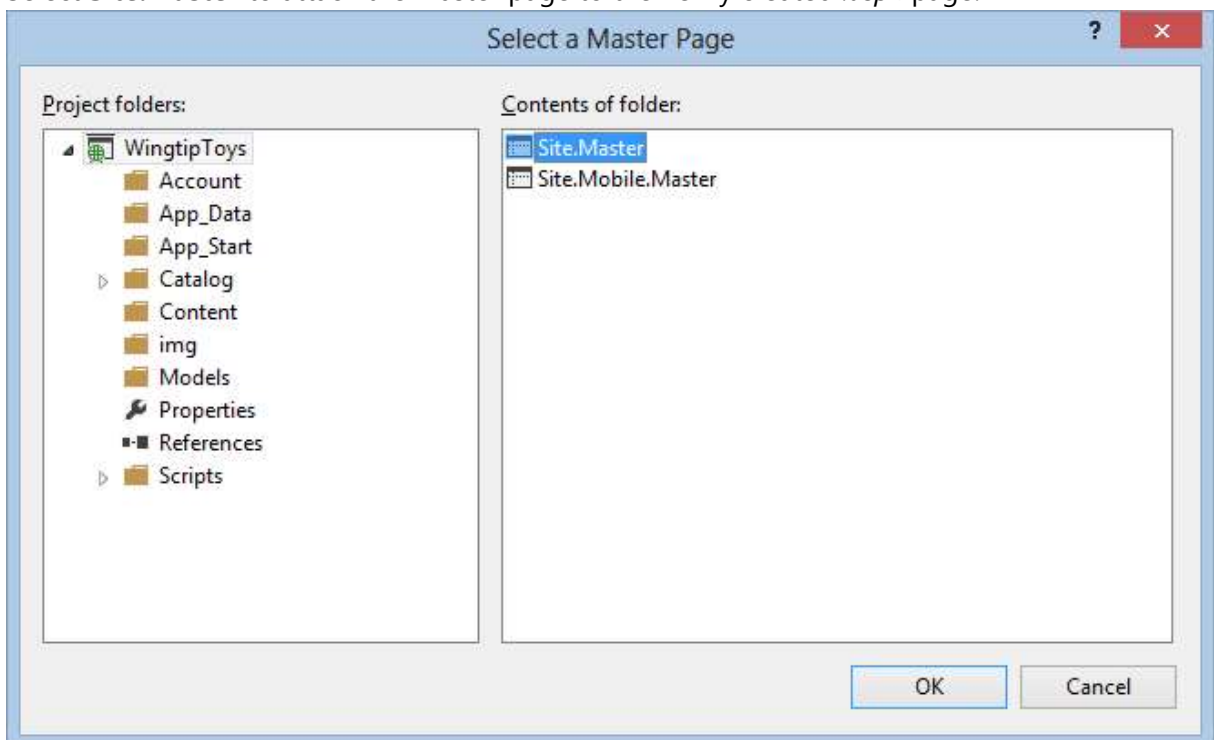 Select a Master Page
?
Project folders:
Contents of folder:
WingtipToys
Account
App_Data
App_Start
Catalog
Content
img
Models
Properties
References
Scripts
Site.Master
Site.Mobile.Master
OK
Cancel